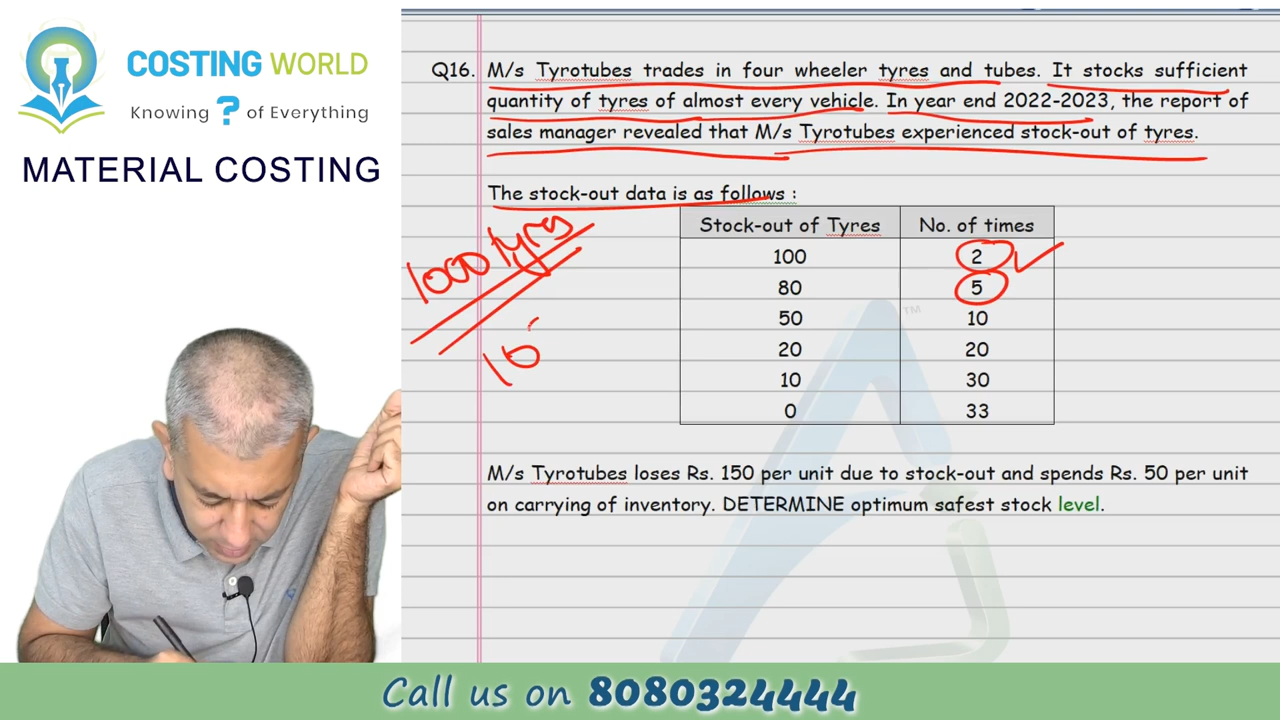 COSTING WORLD
Knowing ? of Everything
MATERIAL COSTING
Q16. M/s Tyrotubes trades in four wheeler tyres and tubes. It stocks sufficient
quantity of tyres of almost every vehicle. In year end 2022-2023, the report of
sales manager revealed that M/s Tyrotubes experienced stock-out of tyres.
The stock-out data is as follows :
Stock-out of Tyres No. of times
100 2
80 5
50 10
20 20
10 30
0 33
1000 tyres
M/s Tyrotubes loses Rs. 150 per unit due to stock-out and spends Rs. 50 per unit
on carrying of inventory. DETERMINE optimum safest stock level.
TM
Call us on 8080324444